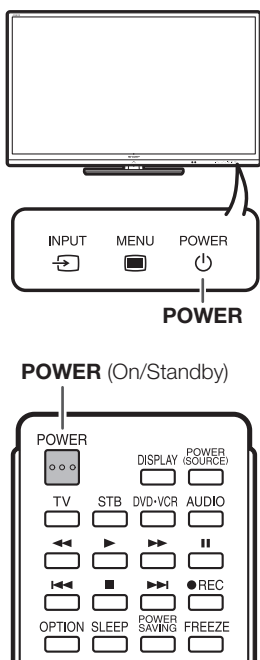 INPUT MENU POWER
POWER
POWER (On/Standby)
POWER
DISPLAY POWER (SOURCE)
TV STB DVD•VCR AUDIO
●REC
OPTION SLEEP POWER SAVING FREEZE